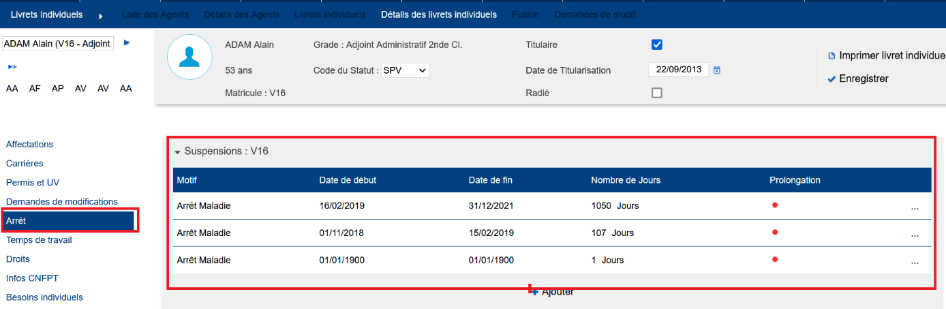 Livrets Individuels Liste des Agents Détails des Agents Livrets individuels Détails des livrets individuels Fusion Demandes de modif.
ADAM Alain (V16 - Adjoint
AA AF AP AV AV AA
ADAM Alain Grade : Adjoint Administratif 2nde Cl. Titulaire
53 ans Code du Statut : SPV Date de Titularisation 22/09/2013
Matricule : V16 Radié
Imprimer livret individue
Enregistrer
Affectations
Carrières
Permis et UV
Demandes de modifications
Arrêt
Temps de travail
Droits
Infos CNFPT
Besoins individuels
Suspensions : V16
Motif Date de début Date de fin Nombre de Jours Prolongation
Arrêt Maladie 16/02/2019 31/12/2021 1050 Jours ...
Arrêt Maladie 01/11/2018 15/02/2019 107 Jours ...
Arrêt Maladie 01/01/1900 01/01/1900 1 Jours ...
Ajouter